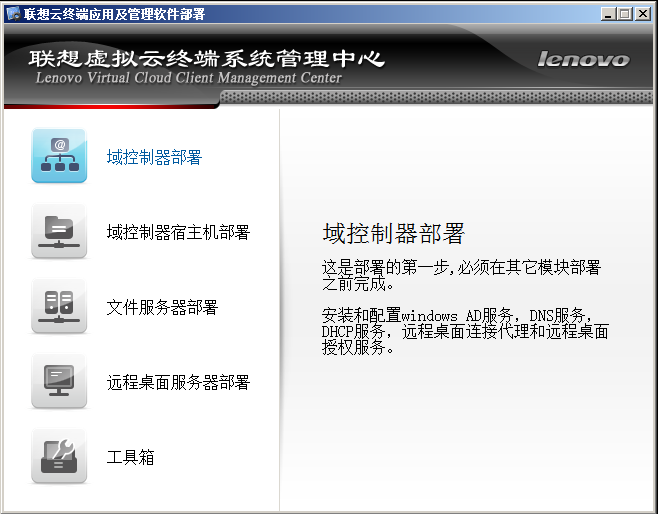 联想云终端应用及管理软件部署
联想虚拟云终端系统管理中心
Lenovo Virtual Cloud Client Management Center
lenovo
@
域控制器部署
域控制器宿主机部署
文件服务器部署
远程桌面服务器部署
工具箱
域控制器部署
这是部署的第一步,必须在其它模块部署
之前完成。
安装和配置windows AD服务，DNS服务，
DHCP服务，远程桌面连接代理和远程桌面
授权服务。